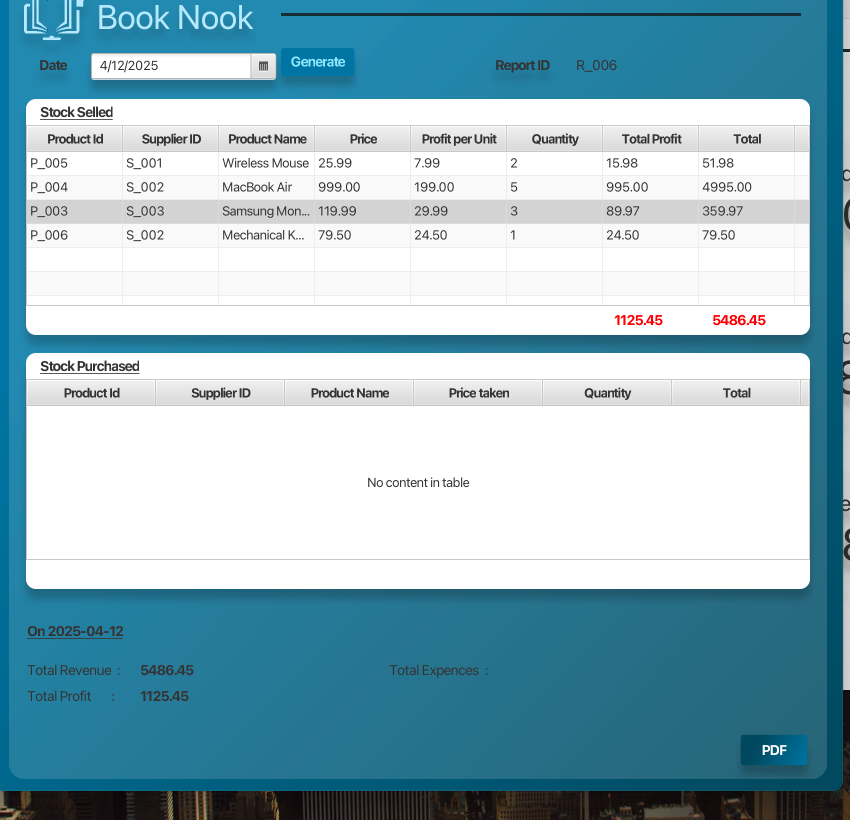 Book Nook
Date 4/12/2025 Generate Report ID R_006
Stock Selled
Product Id Supplier ID Product Name Price Profit per Unit Quantity Total Profit Total
P_005 S_001 Wireless Mouse 25.99 7.99 2 15.98 51.98
P_004 S_002 MacBook Air 999.00 199.00 5 995.00 4995.00
P_003 S_003 Samsung Mon... 119.99 29.99 3 89.97 359.97
P_006 S_002 Mechanical K... 79.50 24.50 1 24.50 79.50
1125.45 5486.45
Stock Purchased
Product Id Supplier ID Product Name Price taken Quantity Total
No content in table
On 2025-04-12
Total Revenue : 5486.45 Total Expences :
Total Profit : 1125.45
PDF